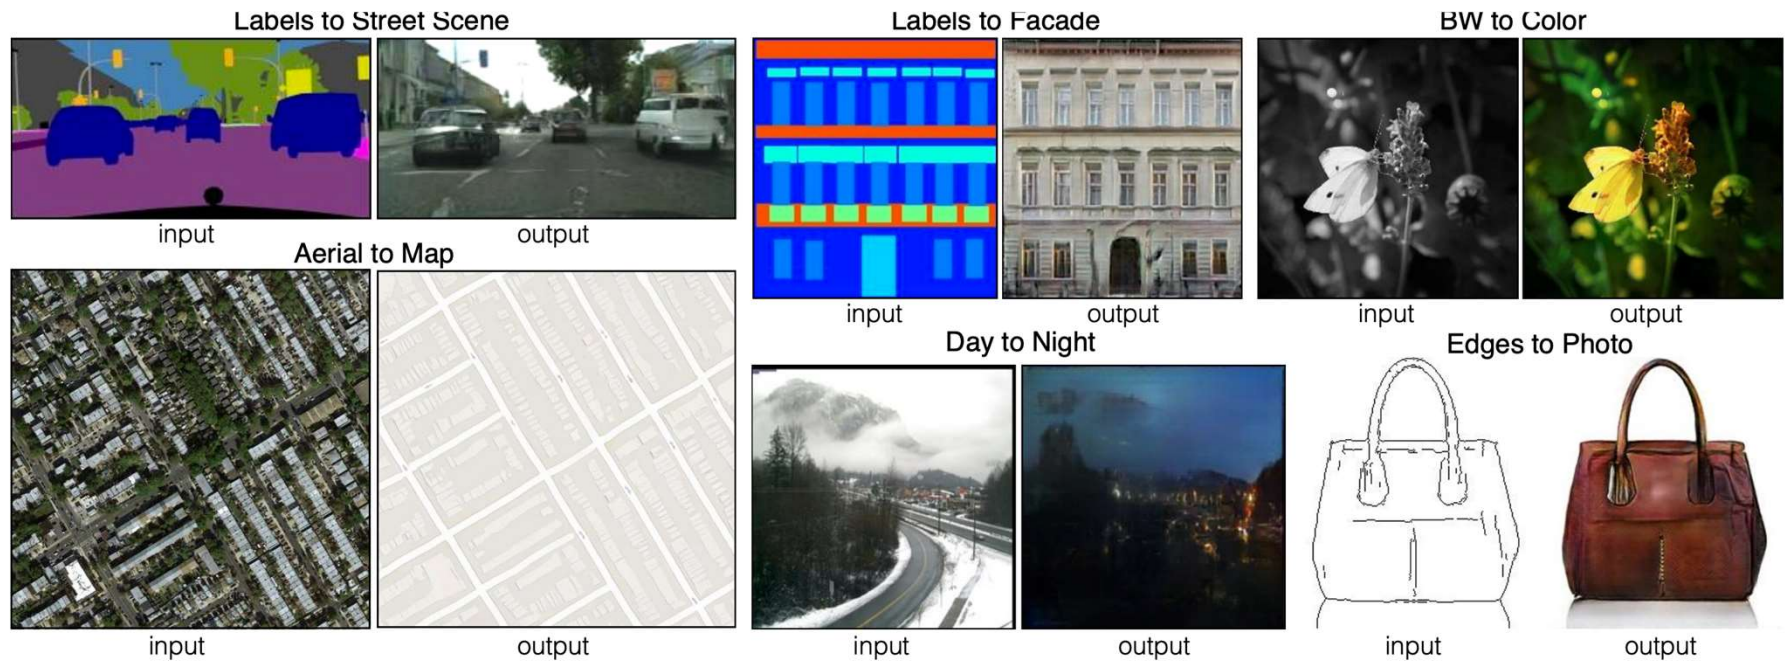 Labels to Street Scene
input
output
Aerial to Map
input
output
Labels to Facade
input
output
BW to Color
input
output
Day to Night
input
output
Edges to Photo
input
output